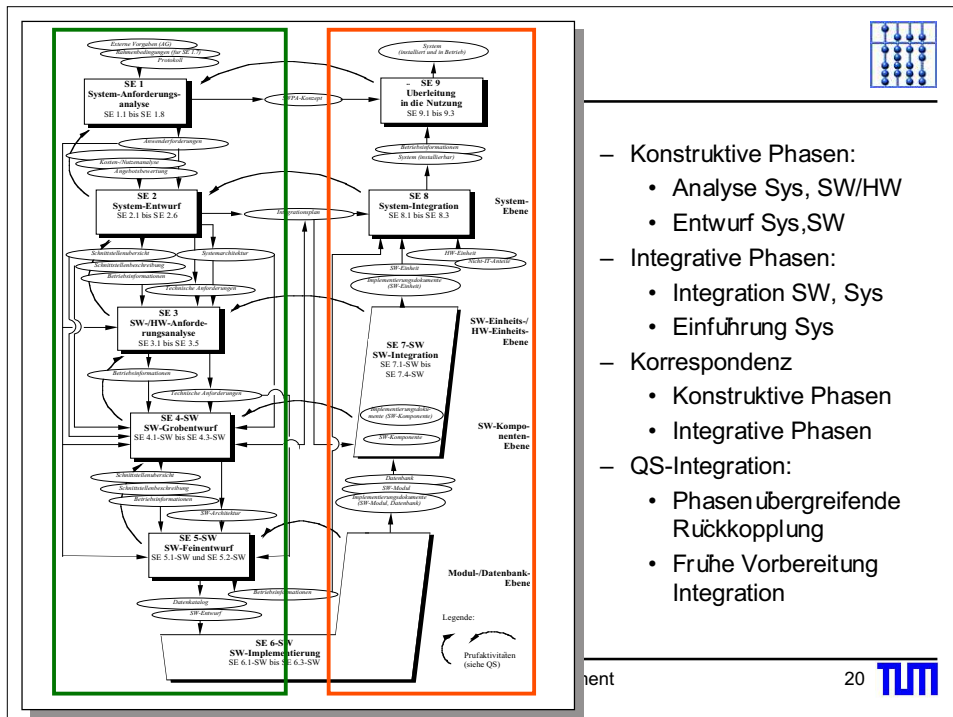 Externe Vorgaben (AG)
Rahmenbedingungen (für SE 1.7)
Protokoll
SE 1
System-Anforderungs-
analyse
SE 1.1 bis SE 1.8
SWPA-Konzept
System
(installiert und in Betrieb)
SE 9
Uberleitung
in die Nutzung
SE 9.1 bis 9.3
Anwenderforderungen
Kosten-/Nutzenanalyse
Angebotsbewertung
Betriebsinformationen
System (installierbar)
SE 2
System-Entwurf
SE 2.1 bis SE 2.6
Integrationsplan
SE 8
System-Integration
SE 8.1 bis SE 8.3
System-
Ebene
Schnittstellenübersicht
Systemarchitektur
Schnittstellenbeschreibung
Betriebsinformationen
Technische Anforderungen
HW-Einheit
Nicht-IT-Anteile
SW-Einheit
Implementierungsdokumente
(SW-Einheit)
SE 3
SW-/HW-Anforde-
rungsanalyse
SE 3.1 bis SE 3.5
SW-Einheits-/
HW-Einheits-
Ebene
SE 7-SW
SW-Integration
SE 7.1-SW bis
SE 7.4-SW
Betriebsinformationen
Technische Anforderungen
Implementierungsdoku-
mente (SW-Komponente)
SW-Komponente
SE 4-SW
SW-Grobentwurf
SE 4.1-SW bis SE 4.3-SW
SW-Kompo-
nenten-
Ebene
Schnittstellenübersicht
Schnittstellenbeschreibung
Betriebsinformationen
SW-Architektur
Datenbank
SW-Modul
Implementierungsdokumente
(SW-Modul, Datenbank)
SE 5-SW
SW-Feinentwurf
SE 5.1-SW und SE 5.2-SW
Modul-/Datenbank-
Ebene
Betriebsinformationen
Datenkatalog
SW-Entwurf
SE 6-SW
SW-Implementierung
SE 6.1-SW bis SE 6.3-SW
Legende:
Prufaktivitäten
(siehe QS)
– Konstruktive Phasen:
• Analyse Sys, SW/HW
• Entwurf Sys,SW
– Integrative Phasen:
• Integration SW, Sys
• Einführung Sys
– Korrespondenz
• Konstruktive Phasen
• Integrative Phasen
– QS-Integration:
• Phasenübergreifende
Rückkopplung
• Frühe Vorbereitung
Integration
ment
20
TUM